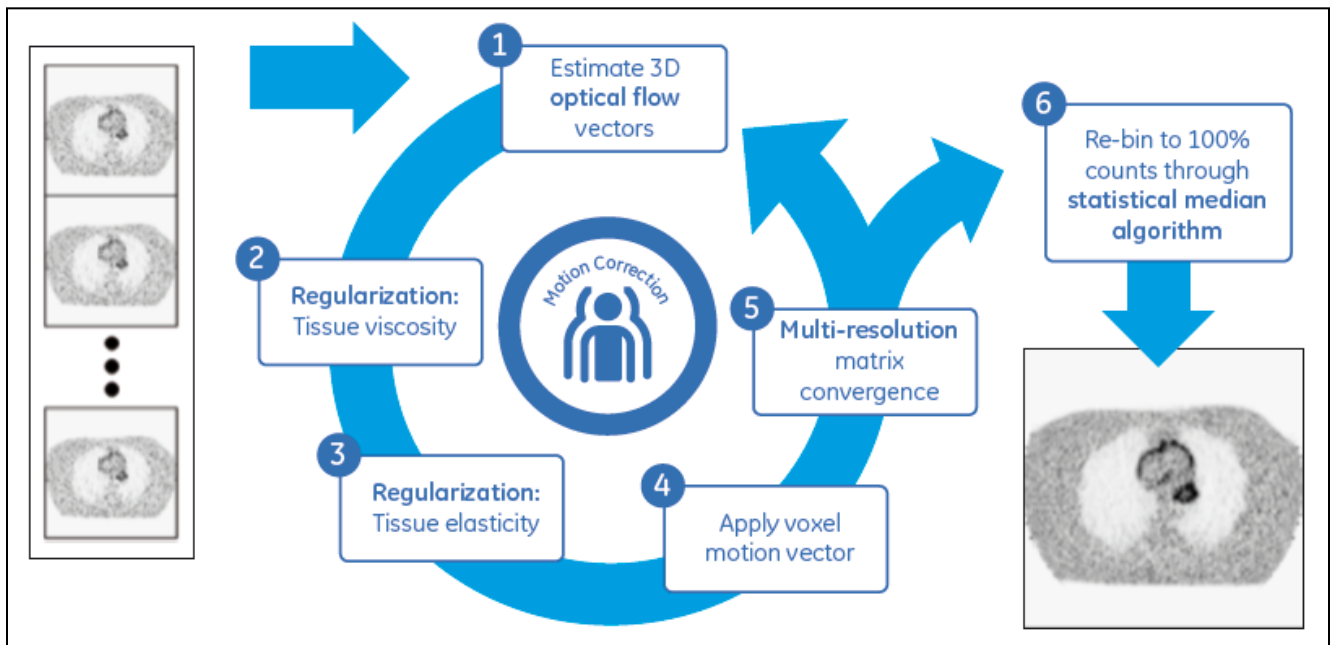 1
Estimate 3D
optical flow
vectors
2
Regularization:
Tissue viscosity
3
Regularization:
Tissue elasticity
4
Apply voxel
motion vector
5
Multi-resolution
matrix
convergence
6
Re-bin to 100%
counts through
statistical median
algorithm
Motion Correction